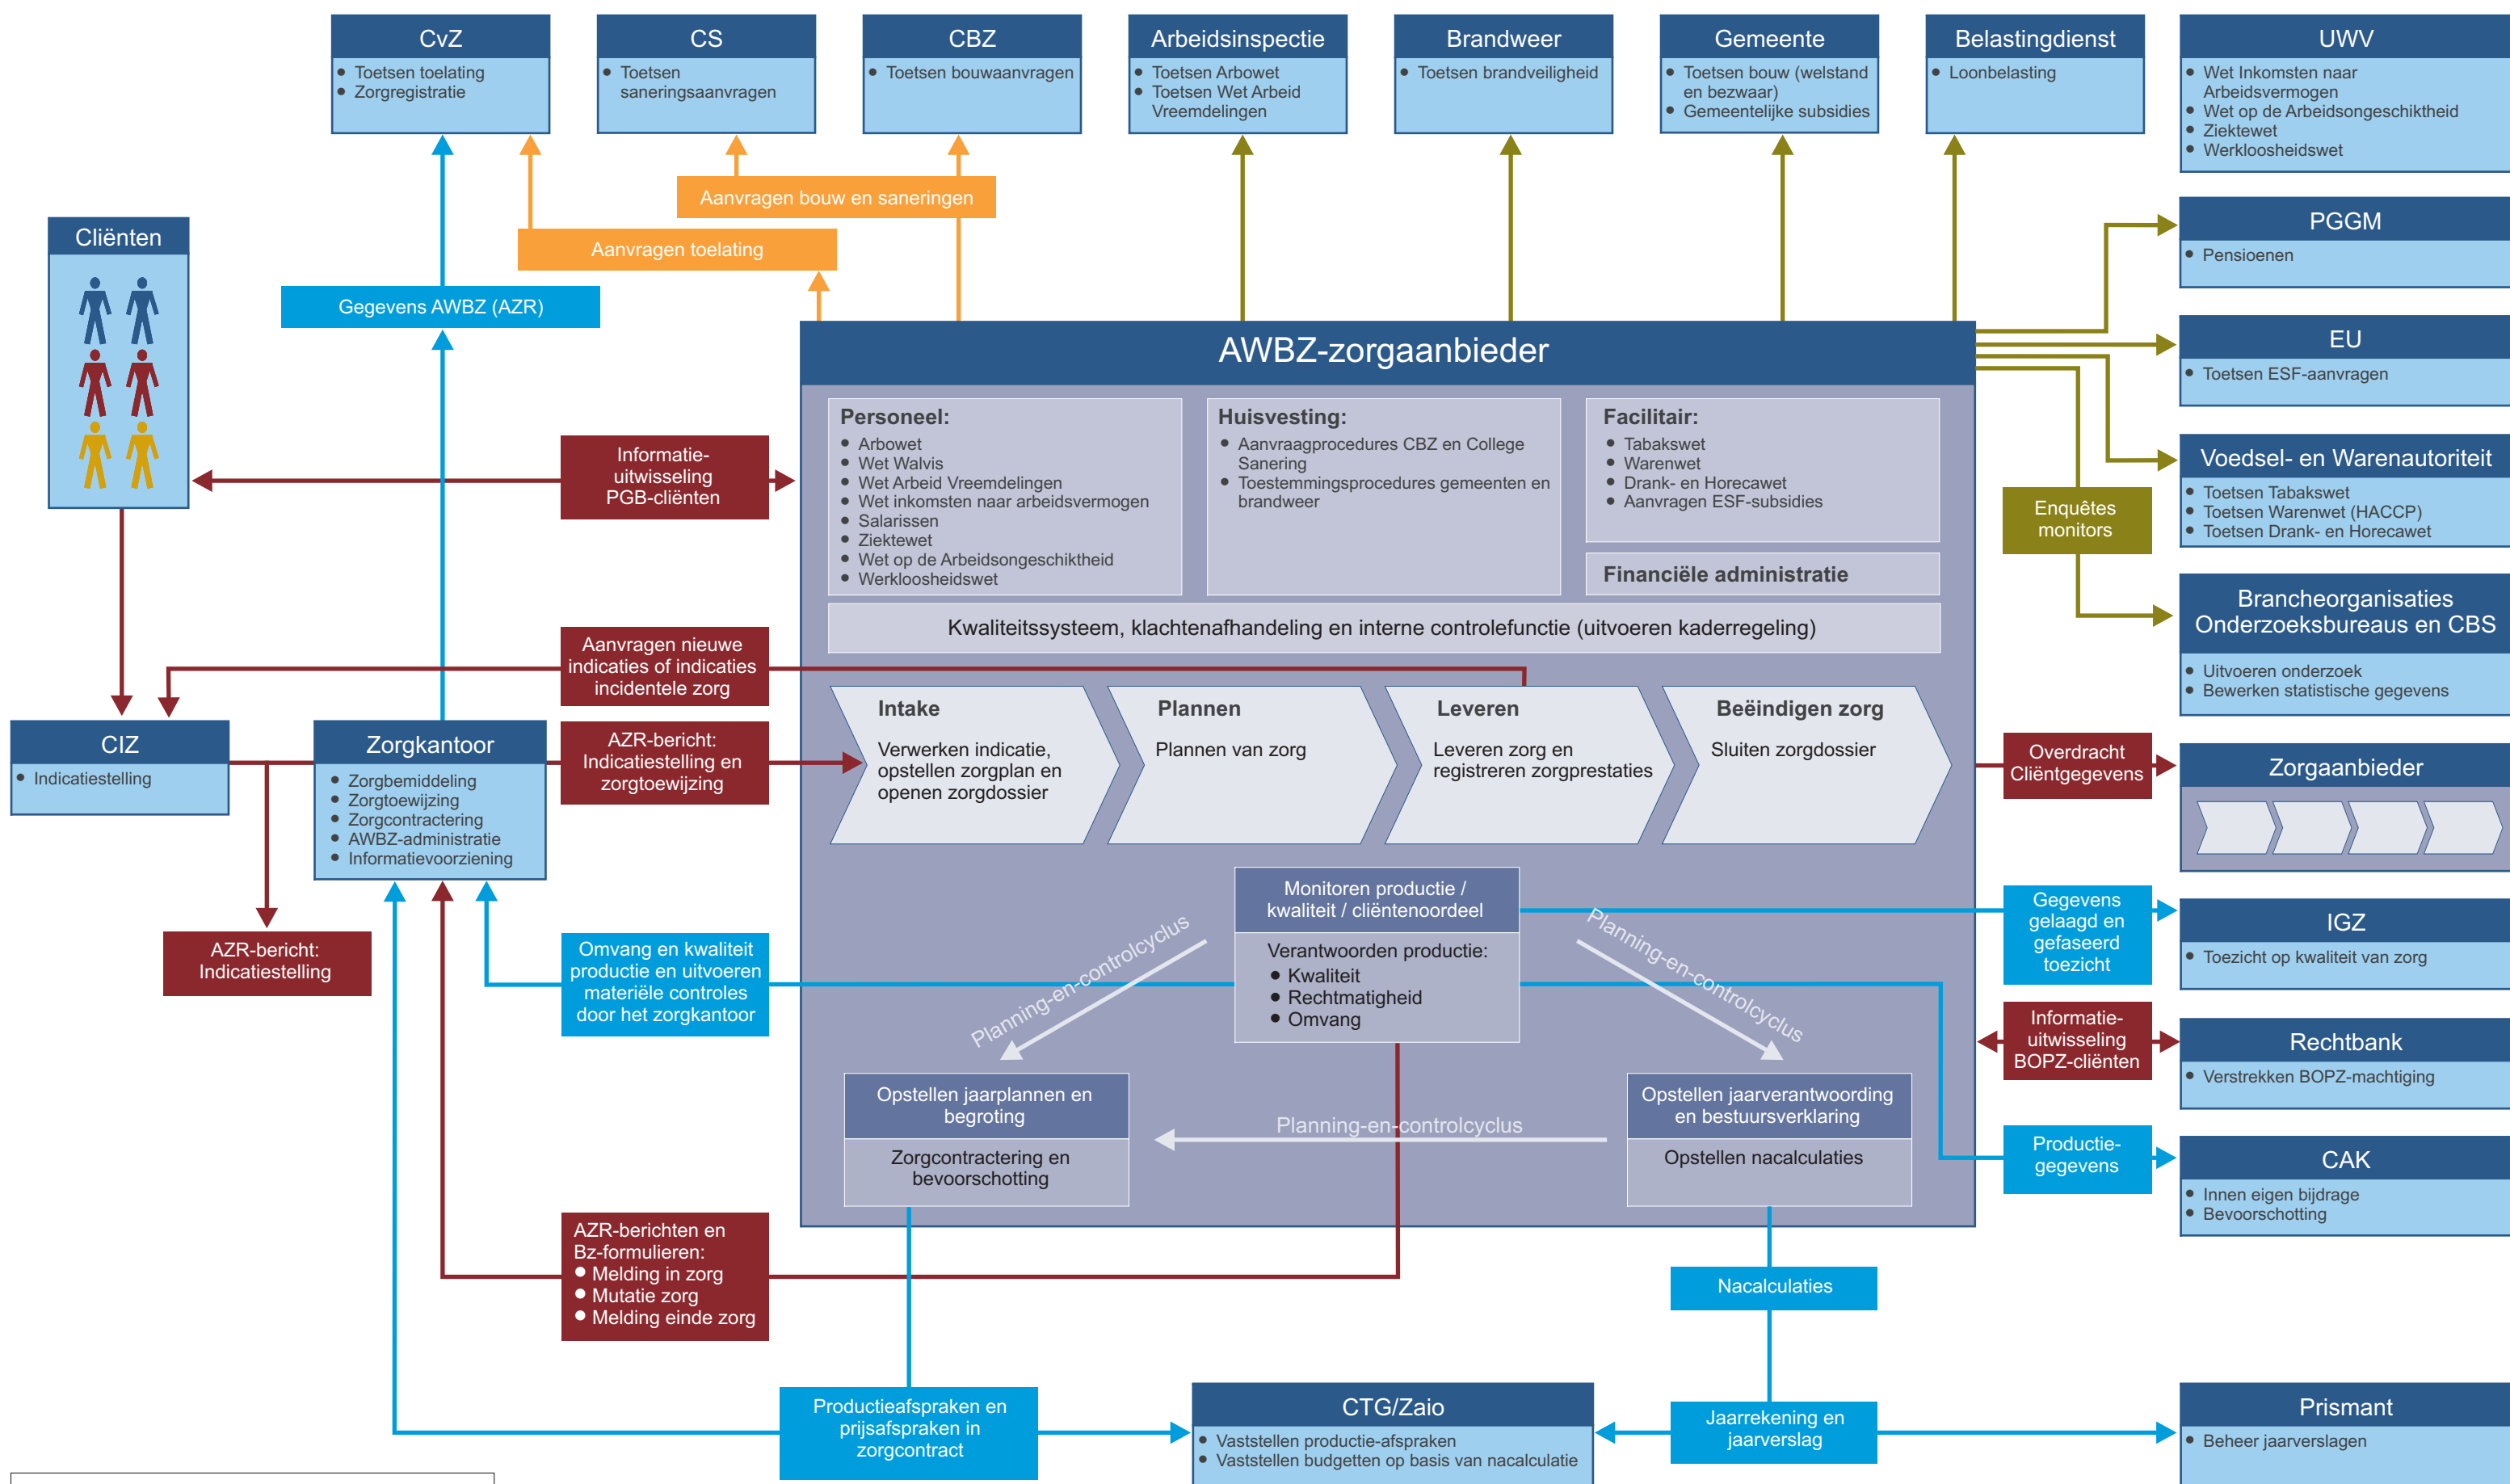 CvZ
Toetsen toelating
Zorgregistratie
CS
Toetsen
saneringsaanvragen
CBZ
Toetsen bouwaanvragen
Arbeidsinspectie
Toetsen Arbowet
Toetsen Wet Arbeid
Vreemdelingen
Brandweer
Toetsen brandveiligheid
Gemeente
Toetsen bouw (welstand
en bezwaar)
Gemeentelijke subsidies
Belastingdienst
Loonbelasting
UWV
Wet Inkomsten naar
Arbeidsvermogen
Wet op de Arbeidsongeschiktheid
Ziektewet
Werkloosheidswet
Aanvragen bouw en saneringen
Aanvragen toelating
Gegevens AWBZ (AZR)
Cliënten
PGGM
Pensioenen
EU
Toetsen ESF-aanvragen
Voedsel- en Warenautoriteit
Toetsen Tabakswet
Toetsen Warenwet (HACCP)
Toetsen Drank- en Horecawet
Enquêtes
monitors
Brancheorganisaties
Onderzoeksbureaus en CBS
Uitvoeren onderzoek
Bewerken statistische gegevens
AWBZ-zorgaanbieder
Personeel:
Arbowet
Wet Walvis
Wet Arbeid Vreemdelingen
Wet inkomsten naar arbeidsvermogen
Salarissen
Ziektewet
Wet op de Arbeidsongeschiktheid
Werkloosheidswet
Huisvesting:
Aanvraagprocedures CBZ en College
Sanering
Toestemmingsprocedures gemeenten en
brandweer
Facilitair:
Tabakswet
Warenwet
Drank- en Horecawet
Aanvragen ESF-subsidies
Financiële administratie
Kwaliteitssysteem, klachtenafhandeling en interne controlefunctie (uitvoeren kaderregeling)
Informatie-
uitwisseling
PGB-cliënten
Aanvragen nieuwe
indicaties of indicaties
incidentele zorg
CIZ
Indicatiestelling
Zorgkantoor
Zorgbemiddeling
Zorgtoewijzing
Zorgcontractering
AWBZ-administratie
Informatievoorziening
AZR-bericht:
Indicatiestelling en
zorgtoewijzing
Intake
Verwerken indicatie,
opstellen zorgplan en
openen zorgdossier
Plannen
Plannen van zorg
Leveren
Leveren zorg en
registreren zorgprestaties
Beëindigen zorg
Sluiten zorgdossier
Overdracht
Cliëntgegevens
Zorgaanbieder
AZR-bericht:
Indicatiestelling
Omvang en kwaliteit
productie en uitvoeren
materiële controles
door het zorgkantoor
Monitoren productie /
kwaliteit / cliëntenoordeel
Verantwoorden productie:
Kwaliteit
Rechtmatigheid
Omvang
Planning-en-controlcyclus
Planning-en-controlcyclus
Planning-en-controlcyclus
Opstellen jaarplannen en
begroting
Zorgcontractering en
bevoorschotting
Opstellen jaarverantwoording
en bestuursverklaring
Opstellen nacalculaties
Gegevens
gelaagd en
gefaseerd
toezicht
IGZ
Toezicht op kwaliteit van zorg
Informatie-
uitwisseling
BOPZ-cliënten
Rechtbank
Verstrekken BOPZ-machtiging
Productie-
gegevens
CAK
Innen eigen bijdrage
Bevoorschotting
AZR-berichten en
Bz-formulieren:
Melding in zorg
Mutatie zorg
Melding einde zorg
Nacalculaties
Productieafspraken en
prijsafspraken in
zorgcontract
CTG/Zaio
Vaststellen productie-afspraken
Vaststellen budgetten op basis van nacalculatie
Jaarrekening en
jaarverslag
Prismant
Beheer jaarverslagen